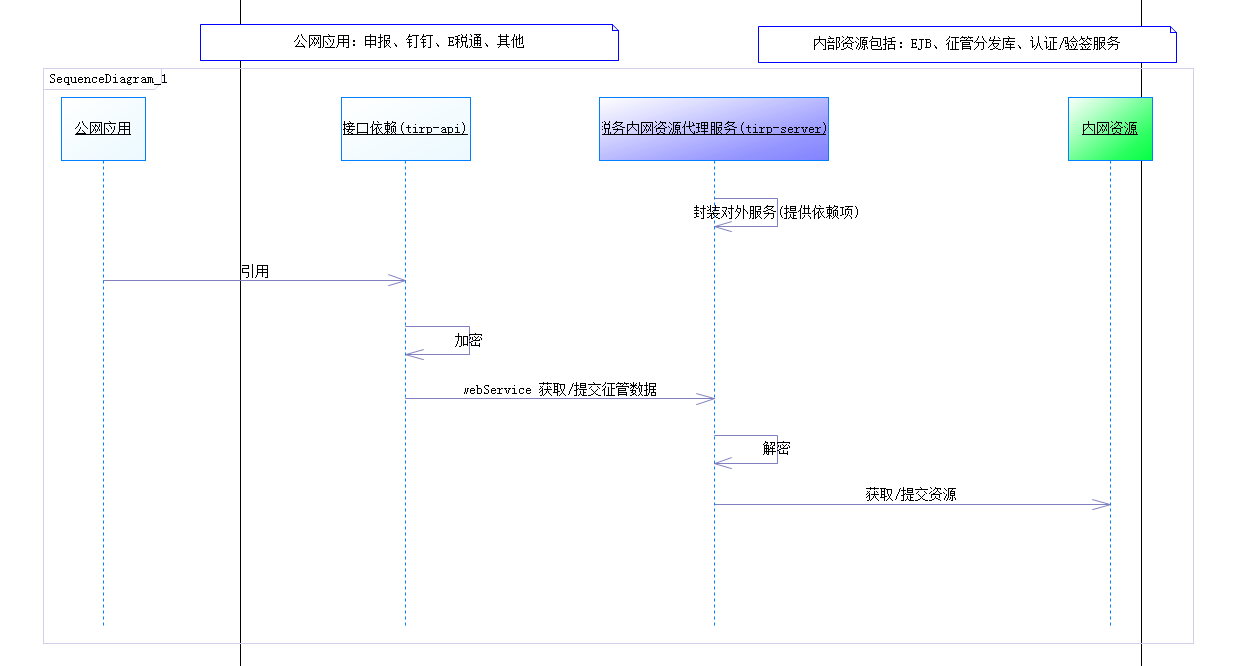 公网应用：申报、钉钉、E税通、其他
内部资源包括：EJB、征管分发库、认证/验签服务
SequenceDiagram_1
公网应用
接口依赖(tirp-api)
税务内网资源代理服务(tirp-server)
内网资源
封装对外服务(提供依赖项)
引用
加密
webService 获取/提交征管数据
解密
获取/提交资源